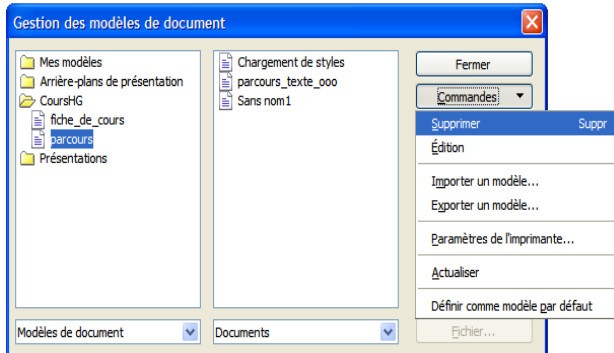 Gestion des modèles de document
Mes modèles
Arrière-plans de présentation
CoursHG
fiche_de_cours
parcours
Présentations
Modèles de document
Chargement de styles
parcours_texte_ooo
Sans nom1
Documents
Fermer
Commandes
Supprimer Suppr
Édition
Importer un modèle...
Exporter un modèle...
Paramètres de l'imprimante...
Actualiser
Définir comme modèle par défaut
Fichier...